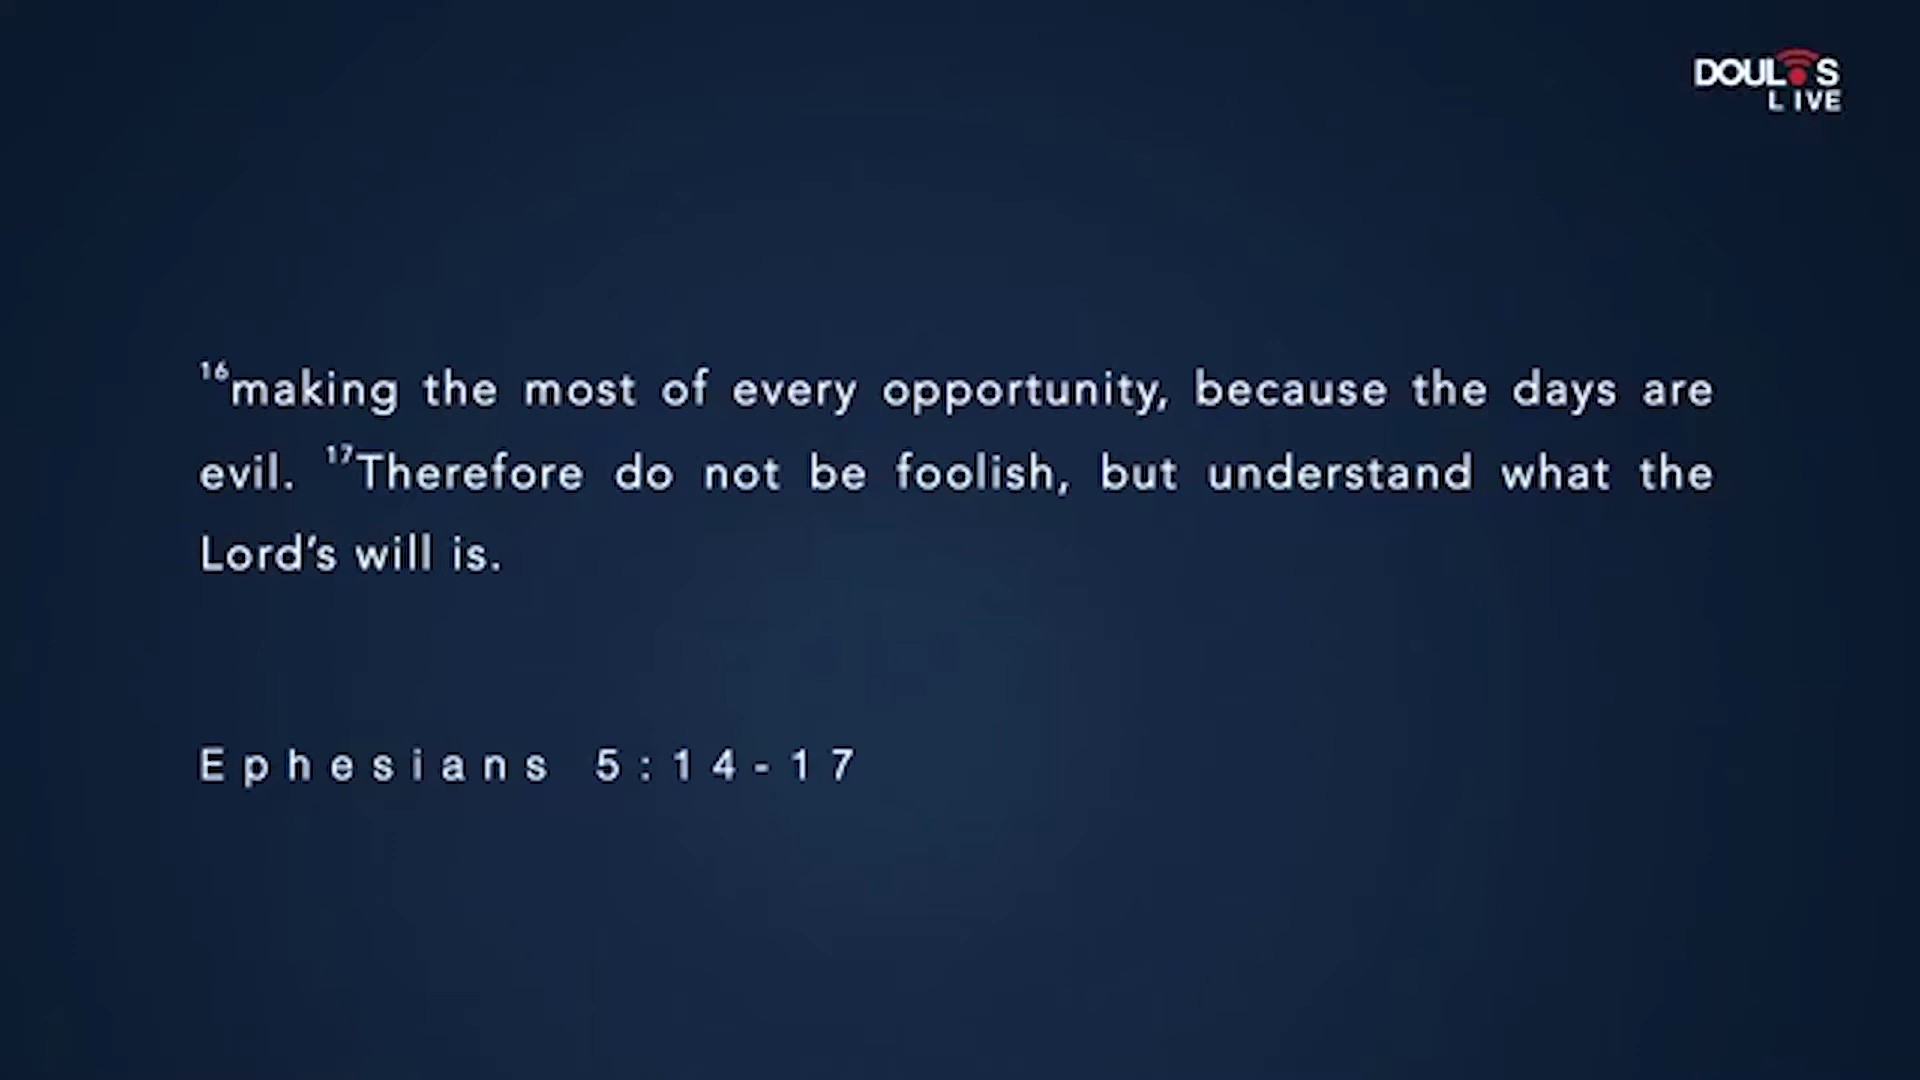 DOULOS
LIVE
16making the most of every opportunity, because the days are
evil. 17Therefore do not be foolish, but understand what the
Lord's will is.
Ephesians 5:14-17